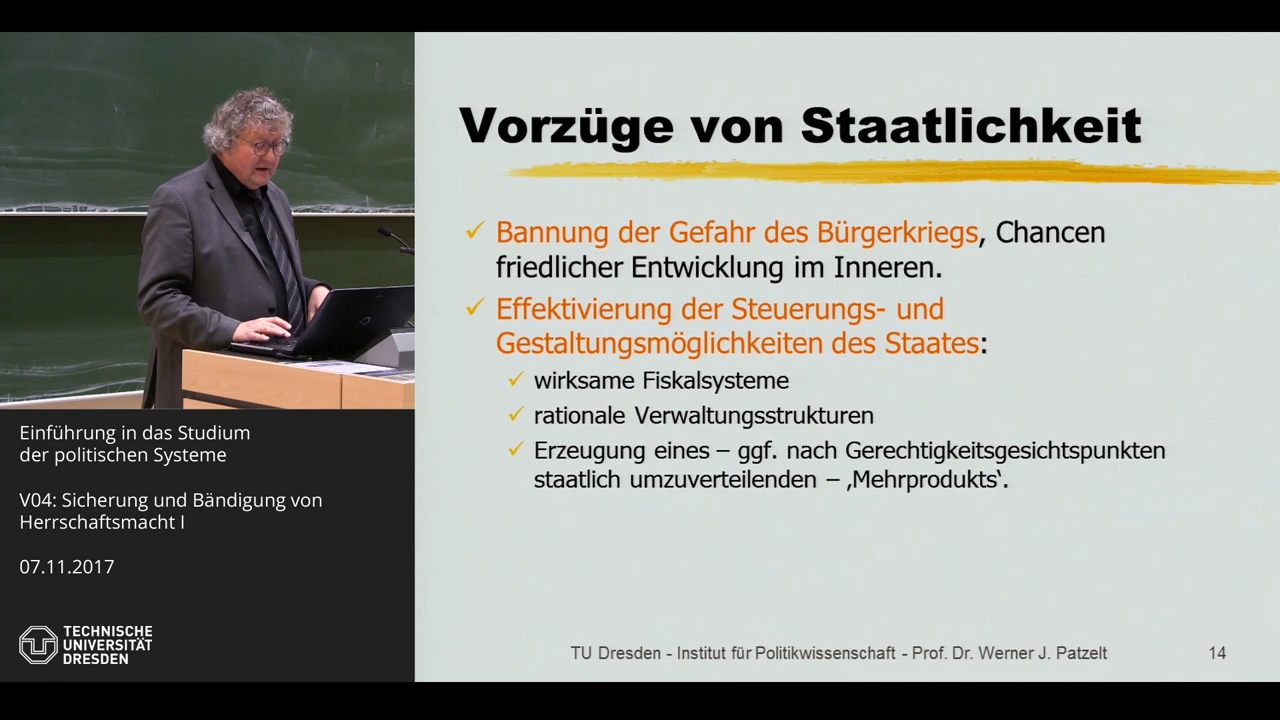 Vorzüge von Staatlichkeit
Bannung der Gefahr des Bürgerkriegs, Chancen
friedlicher Entwicklung im Inneren.
Effektivierung der Steuerungs- und
Gestaltungsmöglichkeiten des Staates:
wirksame Fiskalsysteme
rationale Verwaltungsstrukturen
Erzeugung eines – ggf. nach Gerechtigkeitsgesichtspunkten
staatlich umzuverteilenden – ‚Mehrprodukts‘.
TU Dresden - Institut für Politikwissenschaft - Prof. Dr. Werner J. Patzelt
14
Einführung in das Studium
der politischen Systeme
V04: Sicherung und Bändigung von
Herrschaftsmacht I
07.11.2017
TECHNISCHE
UNIVERSITÄT
DRESDEN